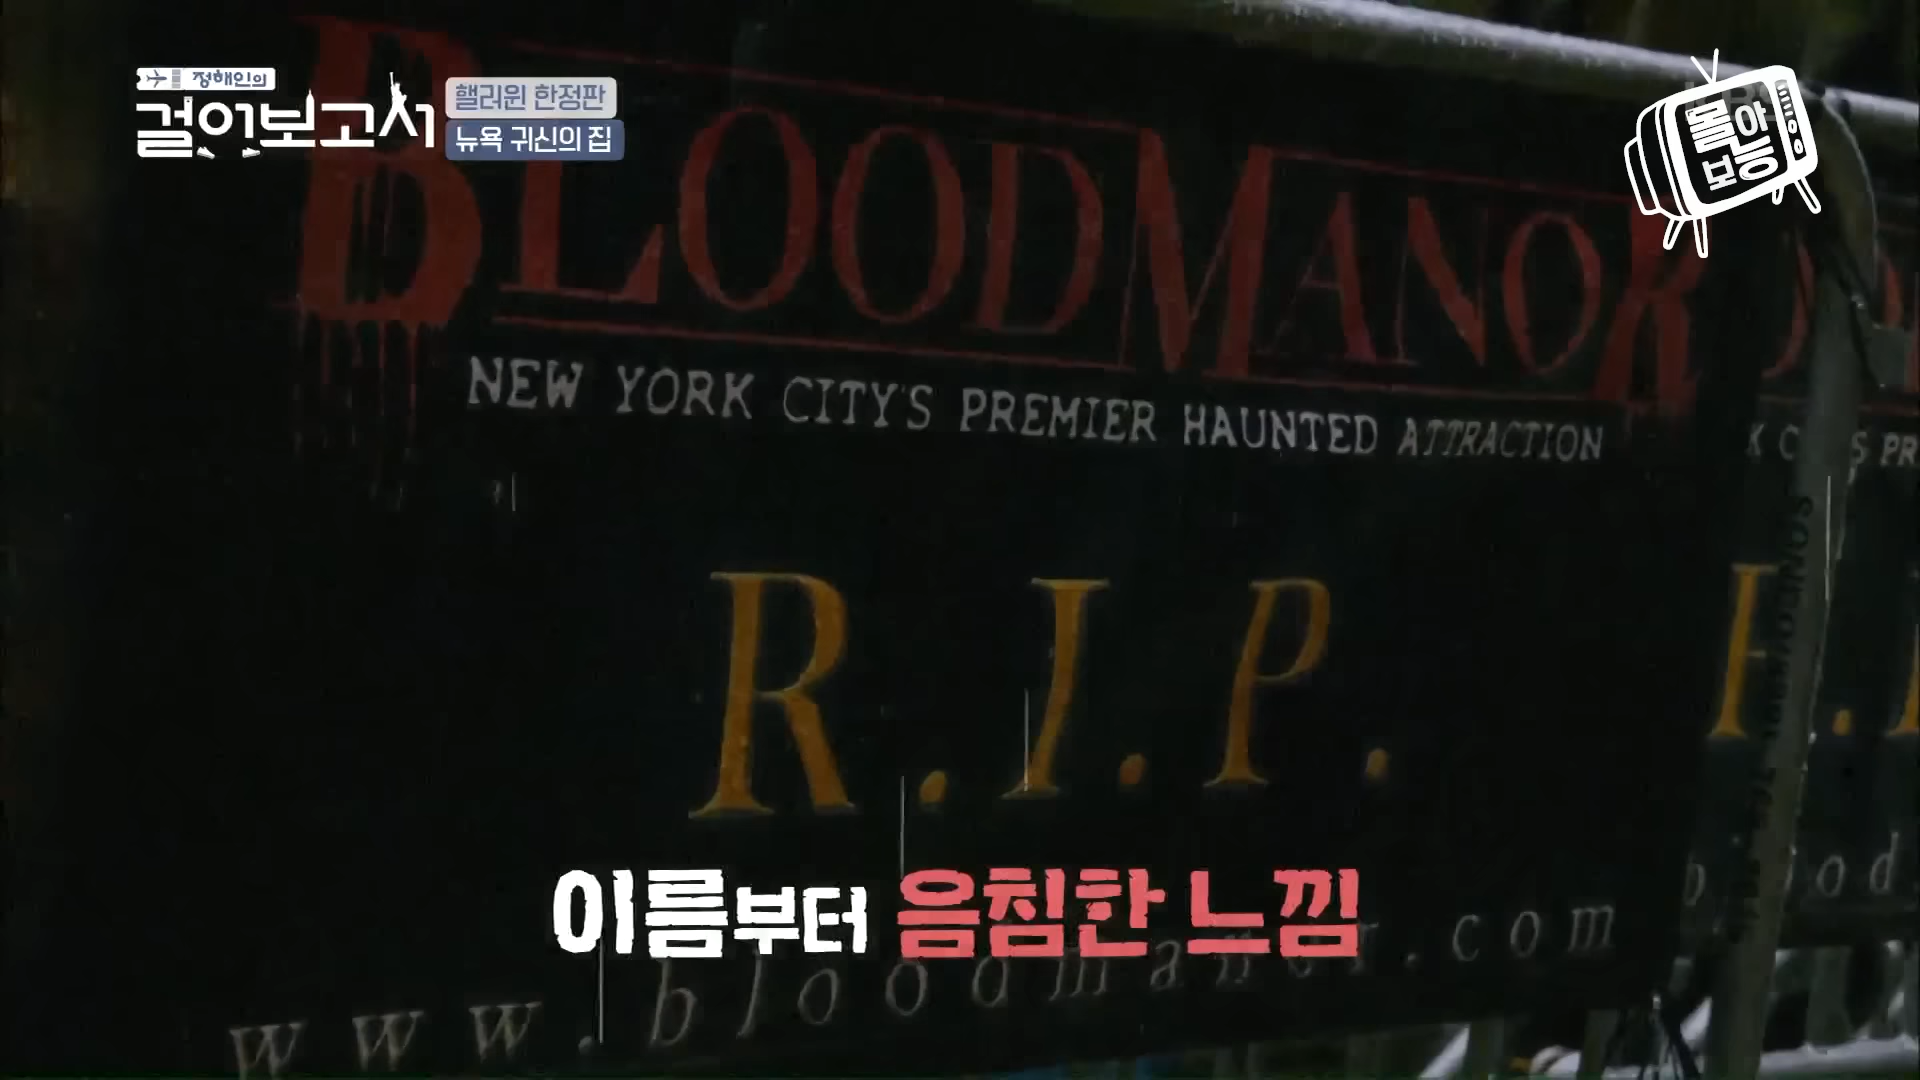 정해인의
걸어보고서
핼러윈 한정판
뉴욕 귀신의 집
몰아
보능
BLOODMANOR
NEW YORK CITY'S PREMIER HAUNTED ATTRACTION
R.I.P.
이름부터 음침한 느낌
www.bloodmanor.com